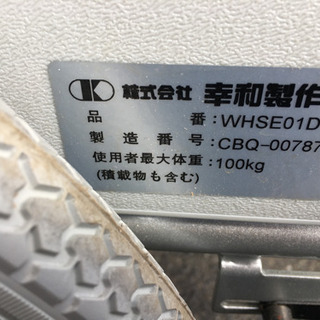 株式会社 幸和製作
品 番:WHSE01D
製造番号:CBQ-00787
使用者最大体重:100kg
(積載物も含む)